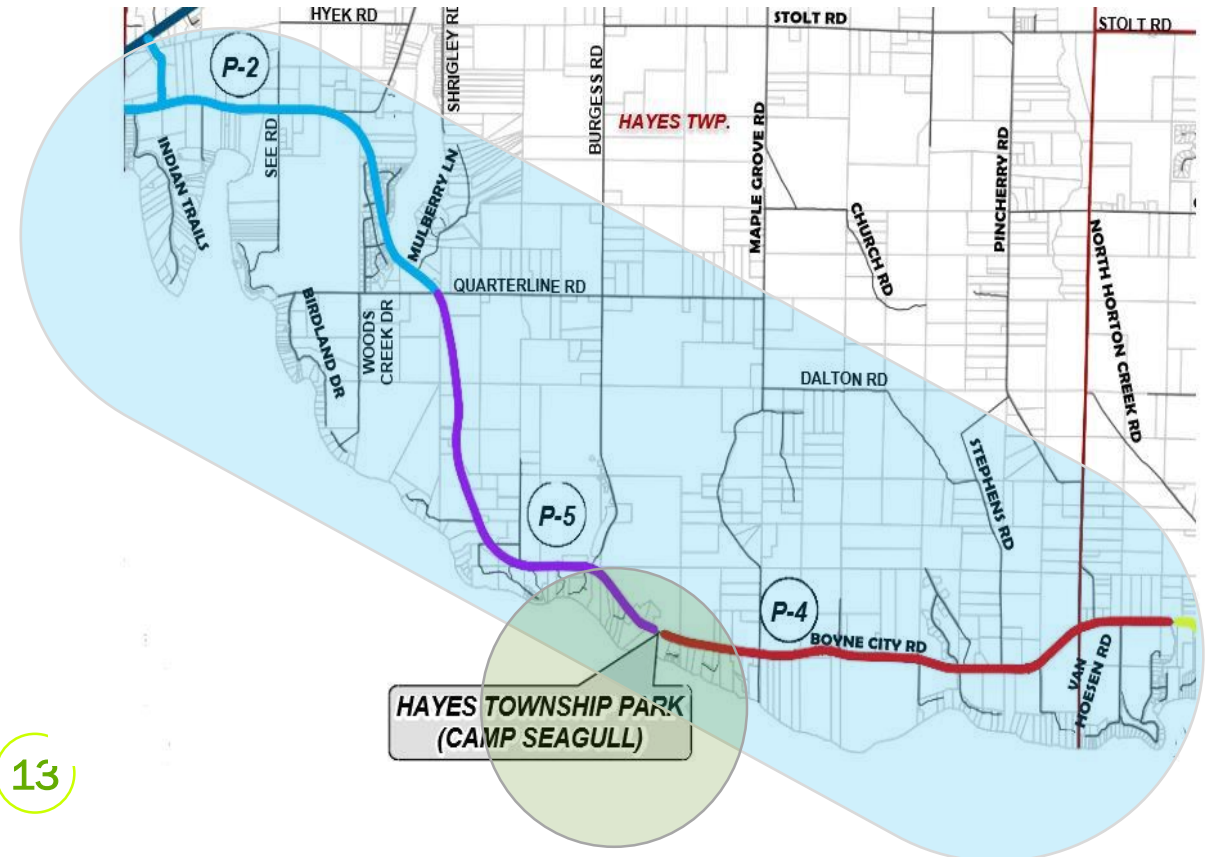 HYEK RD
STOLT RD
STOLT RD
P-2
SHRIGLEY RD
BURGESS RD
HAYES TWP.
SEE RD
MAPLE GROVE RD
PINCHERRY RD
INDIAN TRAILS
MULBERRY LN
CHURCH RD
NORTH HORTON CREEK RD
QUARTERLINE RD
BIRDLAND DR
WOODS
CREEK DR
DALTON RD
STEPHENS RD
P-5
P-4
BOYNE CITY RD
VAN
HOESEN RD
HAYES TOWNSHIP PARK
(CAMP SEAGULL)
13